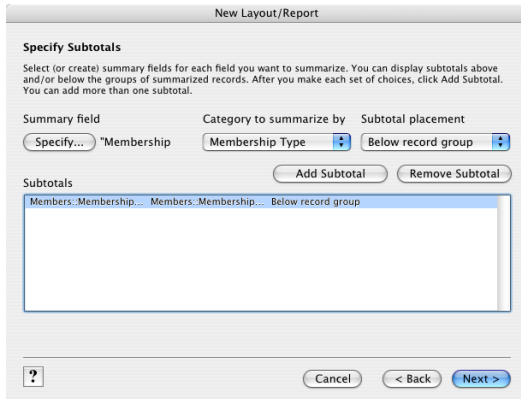 New Layout/Report
Specify Subtotals
Select (or create) summary fields for each field you want to summarize. You can display subtotals above
and/or below the groups of summarized records. After you make each set of choices, click Add Subtotal.
You can add more than one subtotal.
Summary field Category to summarize by Subtotal placement
Specify... "Membership Membership Type Below record group
Add Subtotal Remove Subtotal
Subtotals
Members::Membership... Members::Membership... Below record group
? Cancel < Back Next >